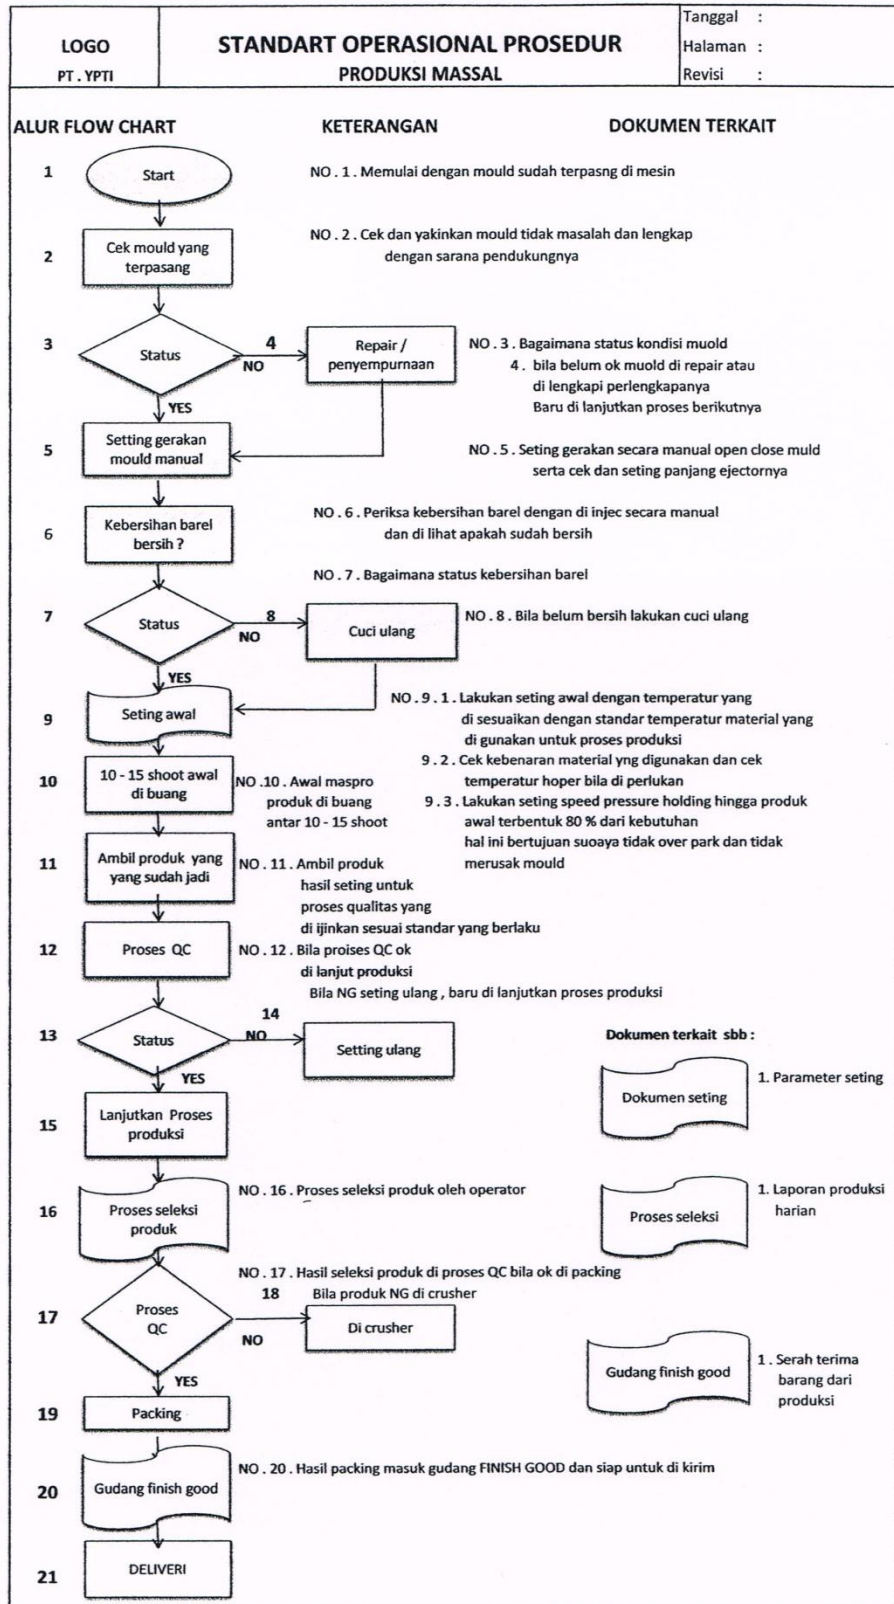 LOGO
PT . YPTI
STANDART OPERASIONAL PROSEDUR
PRODUKSI MASSAL
Tanggal :
Halaman :
Revisi :
ALUR FLOW CHART
KETERANGAN
DOKUMEN TERKAIT
1
Start
NO . 1 . Memulai dengan mould sudah terpasng di mesin
2
Cek mould yang
terpasang
NO . 2 . Cek dan yakinkan mould tidak masalah dan lengkap
dengan sarana pendukungnya
3
Status
4
NO
YES
Repair /
penyempurnaan
NO . 3 . Bagaimana status kondisi muold
4 . bila belum ok muold di repair atau
di lengkapi perlengkapanya
Baru di lanjutkan proses berikutnya
5
Setting gerakan
mould manual
NO . 5 . Seting gerakan secara manual open close muld
serta cek dan seting panjang ejectornya
6
Kebersihan barel
bersih ?
NO . 6 . Periksa kebersihan barel dengan di injec secara manual
dan di lihat apakah sudah bersih
NO . 7 . Bagaimana status kebersihan barel
7
Status
8
NO
YES
Cuci ulang
NO . 8 . Bila belum bersih lakukan cuci ulang
9
Seting awal
NO . 9 . 1 . Lakukan seting awal dengan temperatur yang
di sesuaikan dengan standar temperatur material yang
di gunakan untuk proses produksi
9 . 2 . Cek kebenaran material yng digunakan dan cek
temperatur hoper bila di perlukan
9 . 3 . Lakukan seting speed pressure holding hingga produk
awal terbentuk 80 % dari kebutuhan
hal ini bertujuan suoaya tidak over park dan tidak
merusak mould
10
10 - 15 shoot awal
di buang
NO .10 . Awal maspro
produk di buang
antar 10 - 15 shoot
11
Ambil produk yang
yang sudah jadi
NO . 11 . Ambil produk
hasil seting untuk
proses qualitas yang
di ijinkan sesuai standar yang berlaku
12
Proses QC
NO . 12 . Bila proises QC ok
di lanjut produksi
Bila NG seting ulang , baru di lanjutkan proses produksi
13
Status
14
NO
YES
Setting ulang
Dokumen terkait sbb :
Dokumen seting
1. Parameter seting
15
Lanjutkan Proses
produksi
16
Proses seleksi
produk
NO . 16 . Proses seleksi produk oleh operator
Proses seleksi
1. Laporan produksi
harian
NO . 17 . Hasil seleksi produk di proses QC bila ok di packing
18 Bila produk NG di crusher
17
Proses
QC
NO
YES
Di crusher
Gudang finish good
1 . Serah terima
barang dari
produksi
19
Packing
20
Gudang finish good
NO . 20 . Hasil packing masuk gudang FINISH GOOD dan siap untuk di kirim
21
DELIVERI